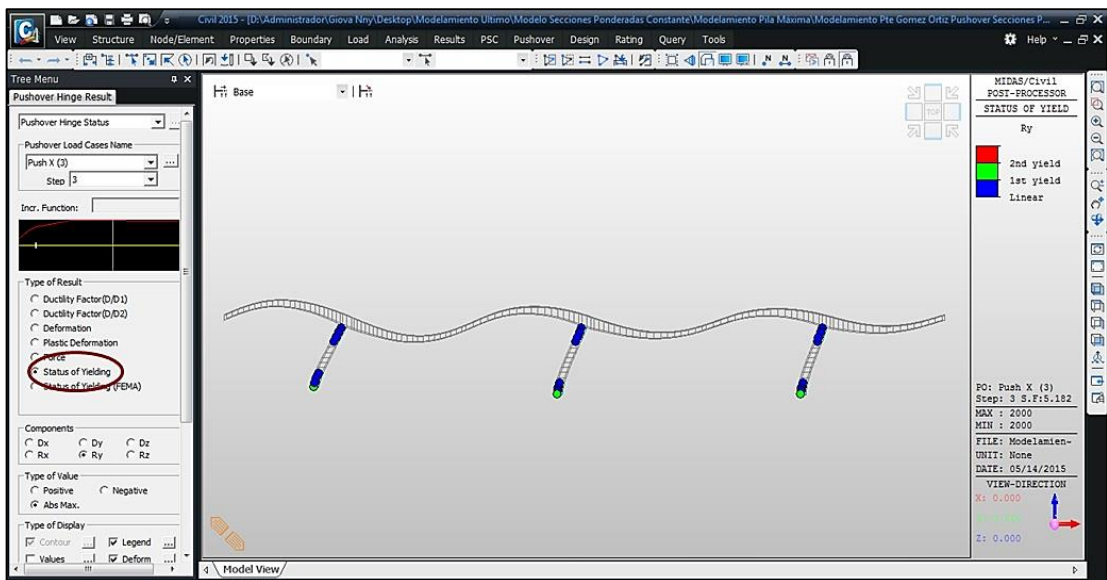 Civil 2015 - [D:\Administrador\Giova Nny\Desktop\Modelamiento Ultimo\Modelo Secciones Ponderadas Constante\Modelamiento Pila Máxima\Modelamiento Pte Gomez Ortiz Pushover Secciones P...
View Structure Node/Element Properties Boundary Load Analysis Results PSC Pushover Design Rating Query Tools Help
Tree Menu
Pushover Hinge Result
Pushover Hinge Status
Pushover Load Cases Name
Push X (3)
Step 3
Incr. Function:
Type of Result
Ductility Factor(D/D1)
Ductility Factor(D/D2)
Deformation
Plastic Deformation
Force
Status of Yielding
Status of Yielding (FEMA)
Components
Dx Dy Dz
Rx Ry Rz
Type of Value
Positive Negative
Abs Max.
Type of Display
Contour ... Legend ...
Values ... Deform ...
Base
TOP
Model View
MIDAS/Civil
POST-PROCESSOR
STATUS OF YIELD
Ry
2nd yield
1st yield
Linear
PO: Push X (3)
Step: 3 S.F:5.182
MAX : 2000
MIN : 2000
FILE: Modelamien~
UNIT: None
DATE: 05/14/2015
VIEW-DIRECTION
X: 0.000
Z: 0.000